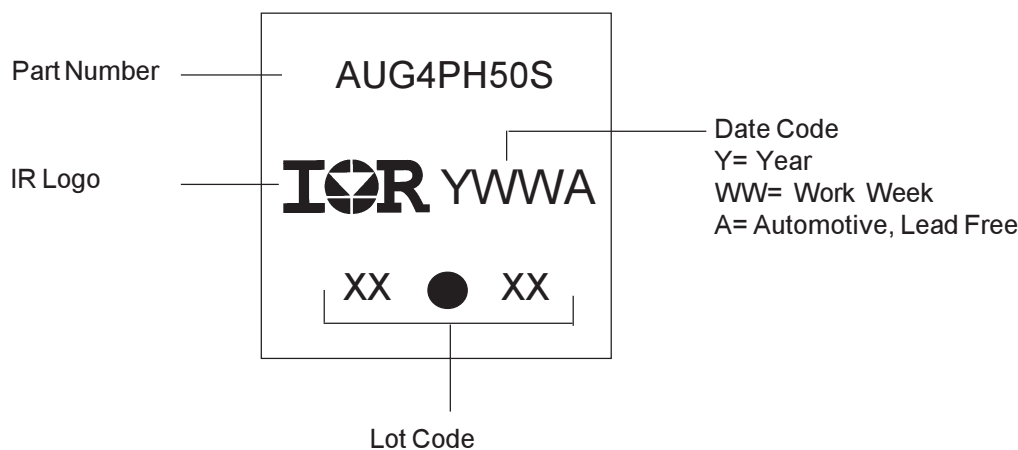 Part Number
AUG4PH50S
IR Logo
IOR YWWA
Date Code
Y= Year
WW= Work Week
A= Automotive, Lead Free
XX XX
Lot Code